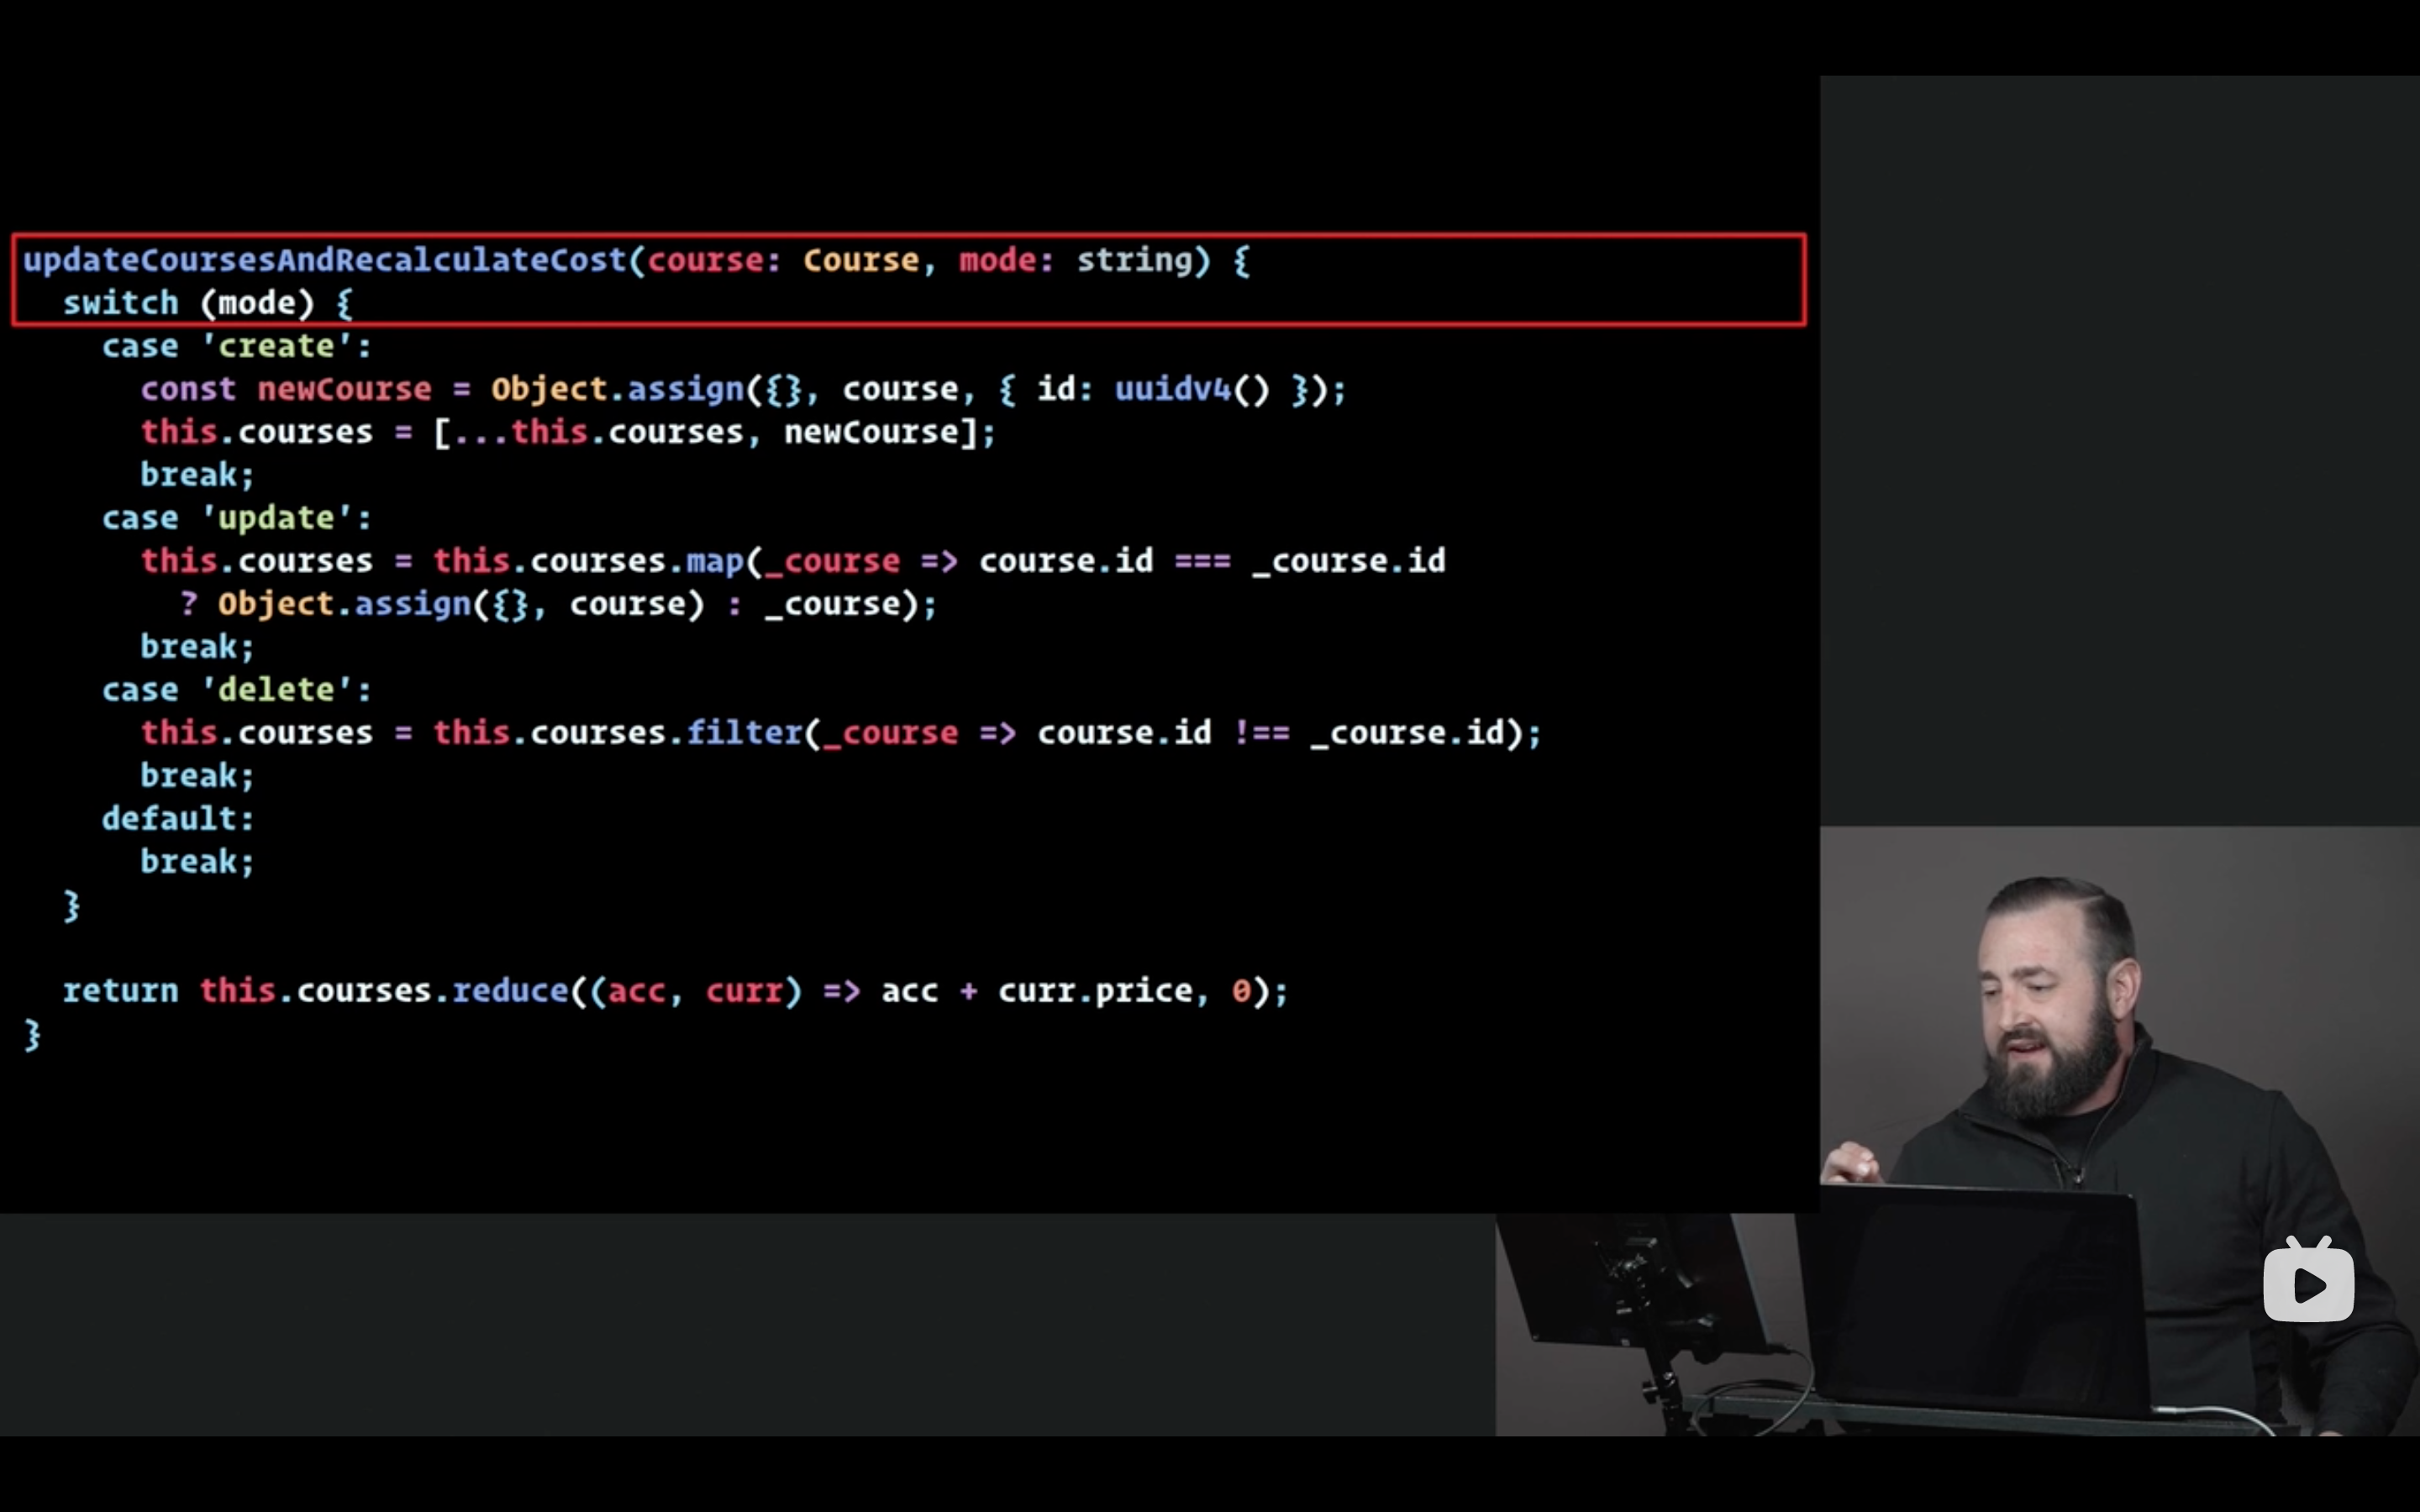 updateCoursesAndRecalculateCost(course: Course, mode: string) {
switch (mode) {
case 'create':
const newCourse = Object.assign({}, course, { id: uuidv4() });
this.courses = [...this.courses, newCourse];
break;
case 'update':
this.courses = this.courses.map(_course => course.id === _course.id
? Object.assign({}, course) : _course);
break;
case 'delete':
this.courses = this.courses.filter(_course => course.id !== _course.id);
break;
default:
break;
}
return this.courses.reduce((acc, curr) => acc + curr.price, 0);
}